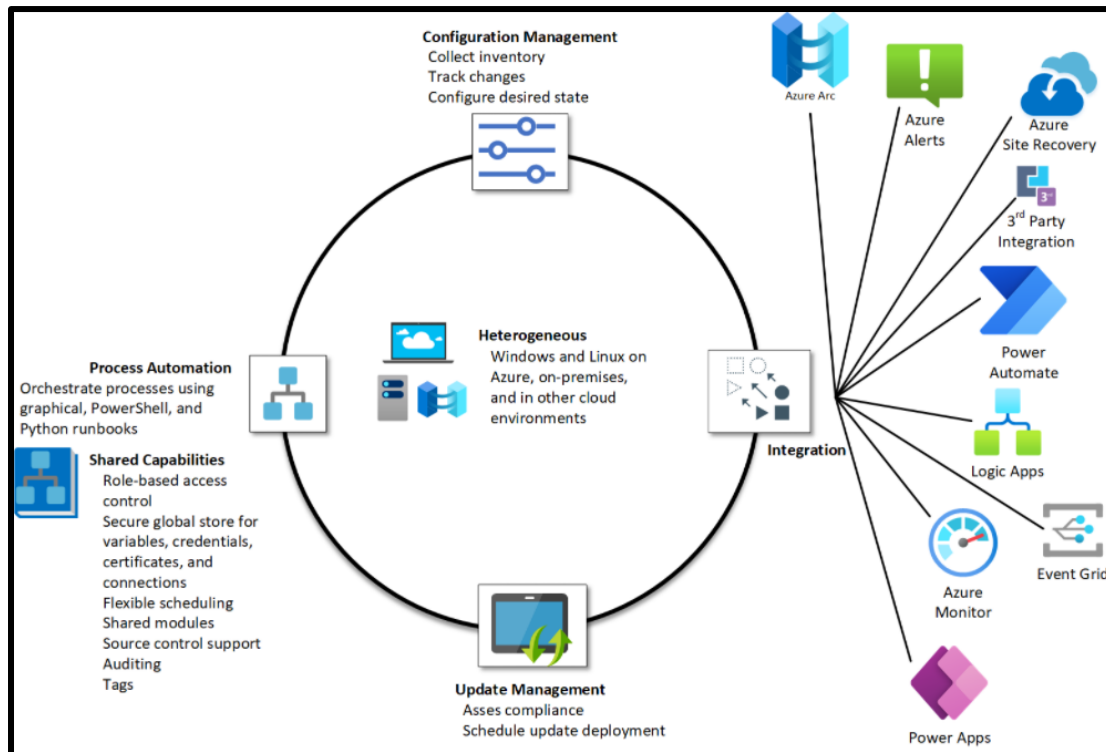 Configuration Management
Collect inventory
Track changes
Configure desired state
Azure Arc
Azure
Alerts
Azure
Site Recovery
3rd
3rd Party
Integration
Power
Automate
Logic Apps
Event Grid
Azure
Monitor
Power Apps
Heterogeneous
Windows and Linux on
Azure, on-premises,
and in other cloud
environments
Integration
Process Automation
Orchestrate processes using
graphical, PowerShell, and
Python runbooks
Shared Capabilities
Role-based access
control
Secure global store for
variables, credentials,
certificates, and
connections
Flexible scheduling
Shared modules
Source control support
Auditing
Tags
Update Management
Asses compliance
Schedule update deployment